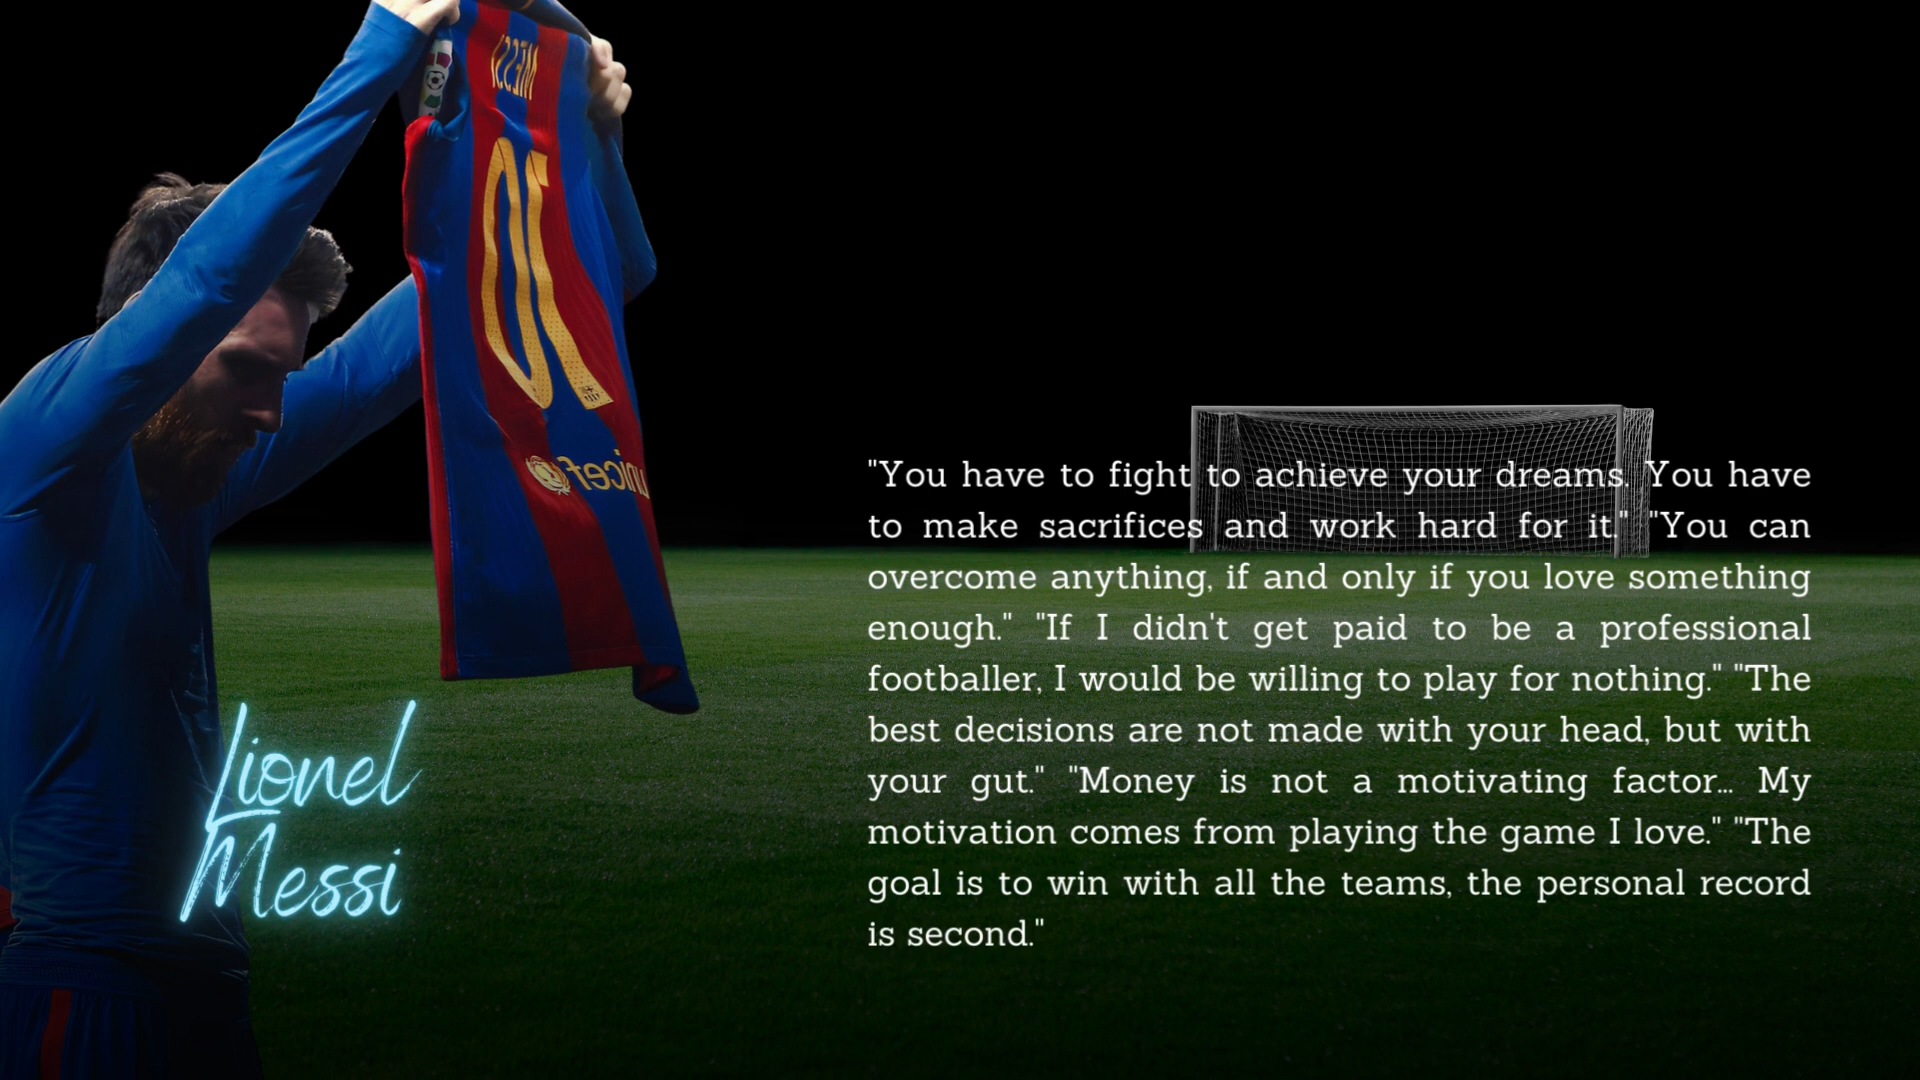 MESSI
10
unicef
Lionel
Messi
"You have to fight to achieve your dreams. You have
to make sacrifices and work hard for it." "You can
overcome anything, if and only if you love something
enough." "If I didn't get paid to be a professional
footballer, I would be willing to play for nothing." "The
best decisions are not made with your head, but with
your gut." "Money is not a motivating factor... My
motivation comes from playing the game I love." "The
goal is to win with all the teams, the personal record
is second."